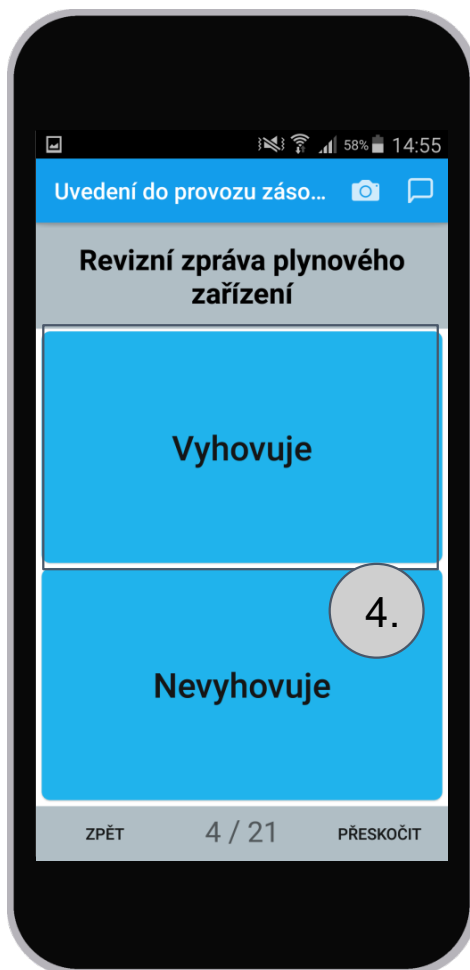 58% 14:55
Uvedení do provozu záso...
Revizní zpráva plynového
zařízení
Vyhovuje
4.
Nevyhovuje
ZPĚT 4 / 21 PŘESKOČIT